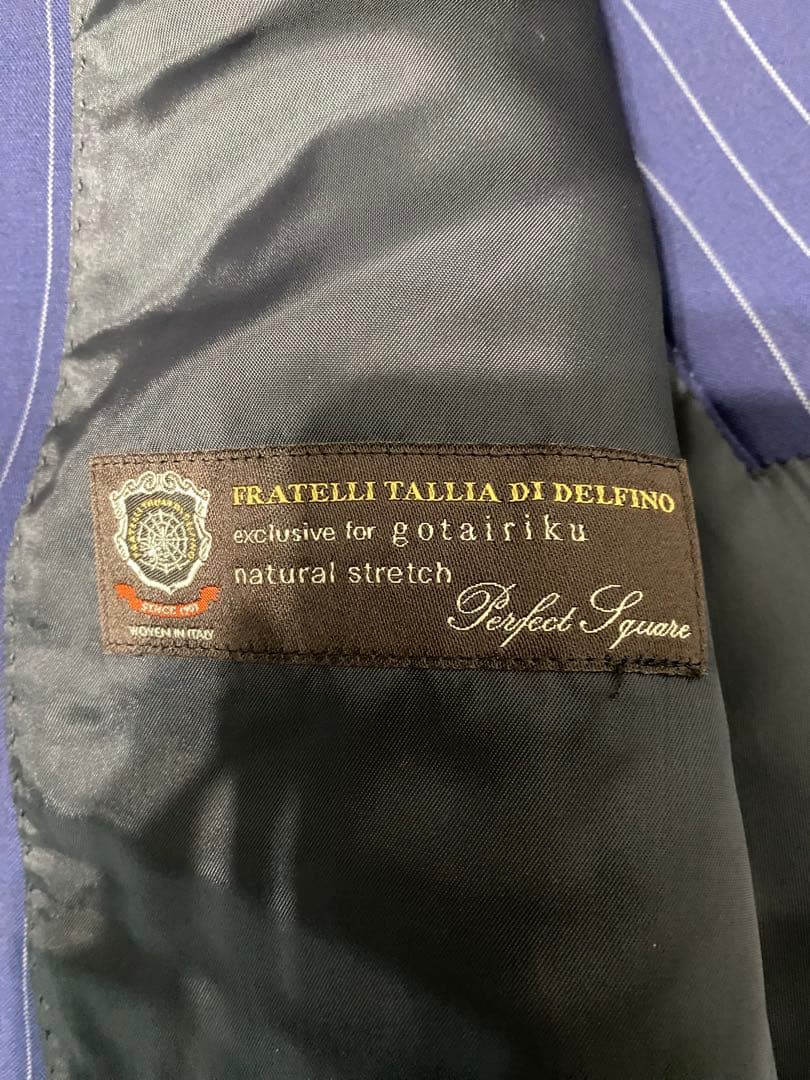 FRATELLI TALLIA DI DELFINO
exclusive for gotairiku
natural stretch
Perfect Square
SINCE 1903
WOVEN IN ITALY